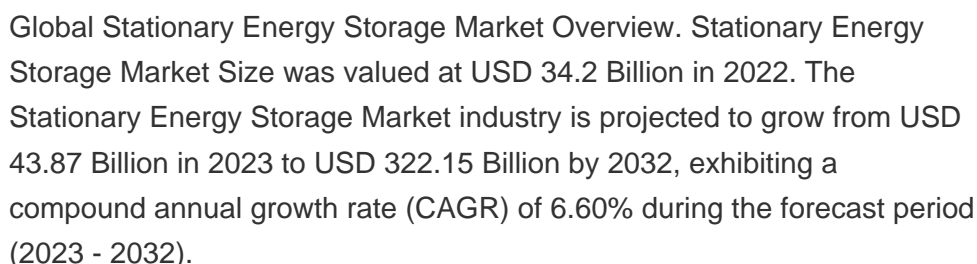 Global Stationary Energy Storage Market Overview. Stationary Energy
Storage Market Size was valued at USD 34.2 Billion in 2022. The
Stationary Energy Storage Market industry is projected to grow from USD
43.87 Billion in 2023 to USD 322.15 Billion by 2032, exhibiting a
compound annual growth rate (CAGR) of 6.60% during the forecast period
(2023 - 2032).